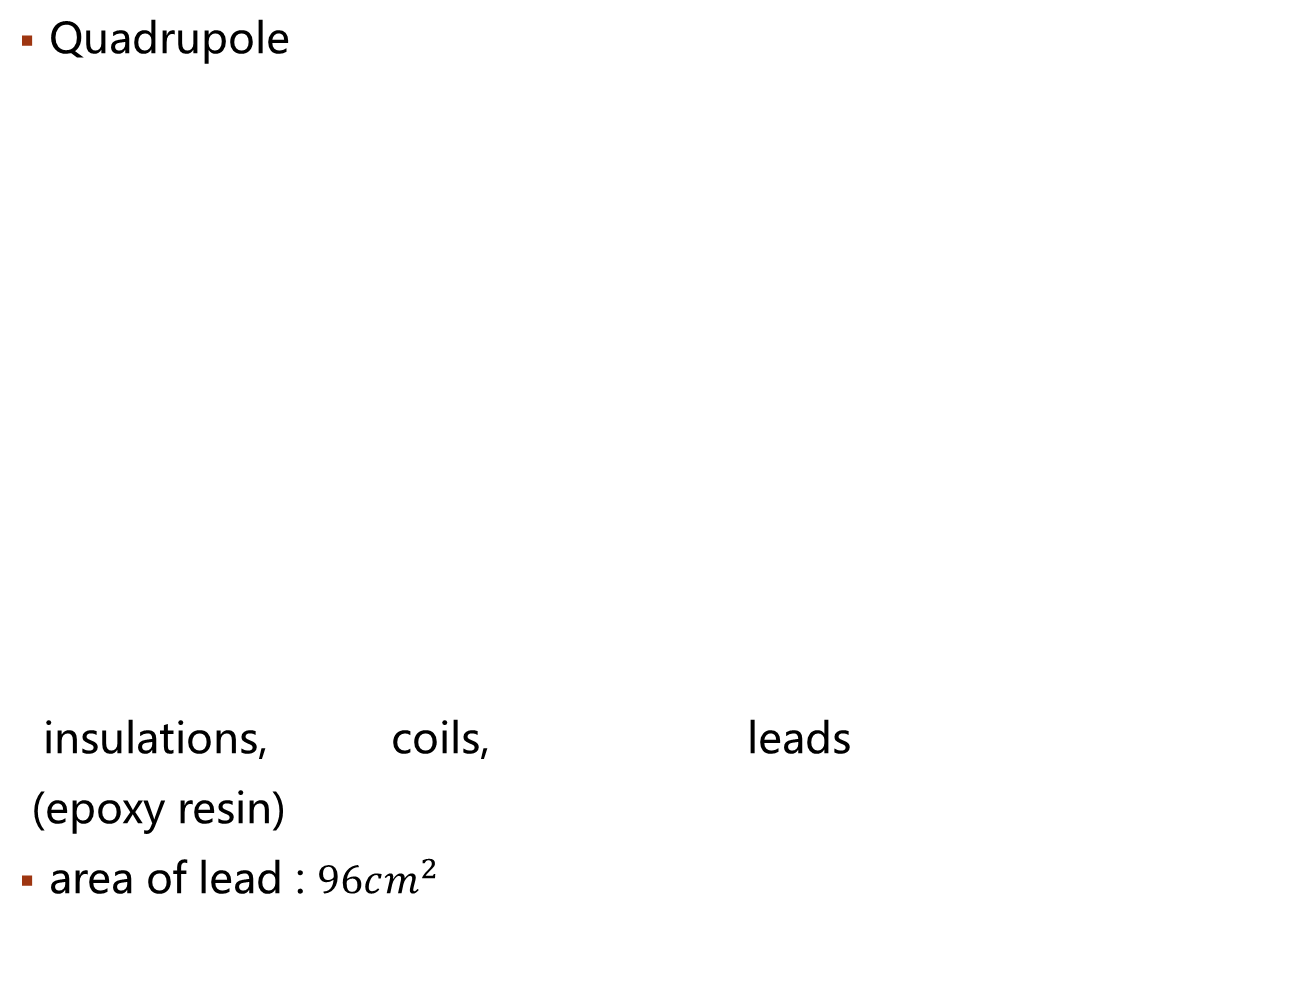 ▪ Quadrupole
insulations, coils, leads
(epoxy resin)
▪ area of lead : 96cm²